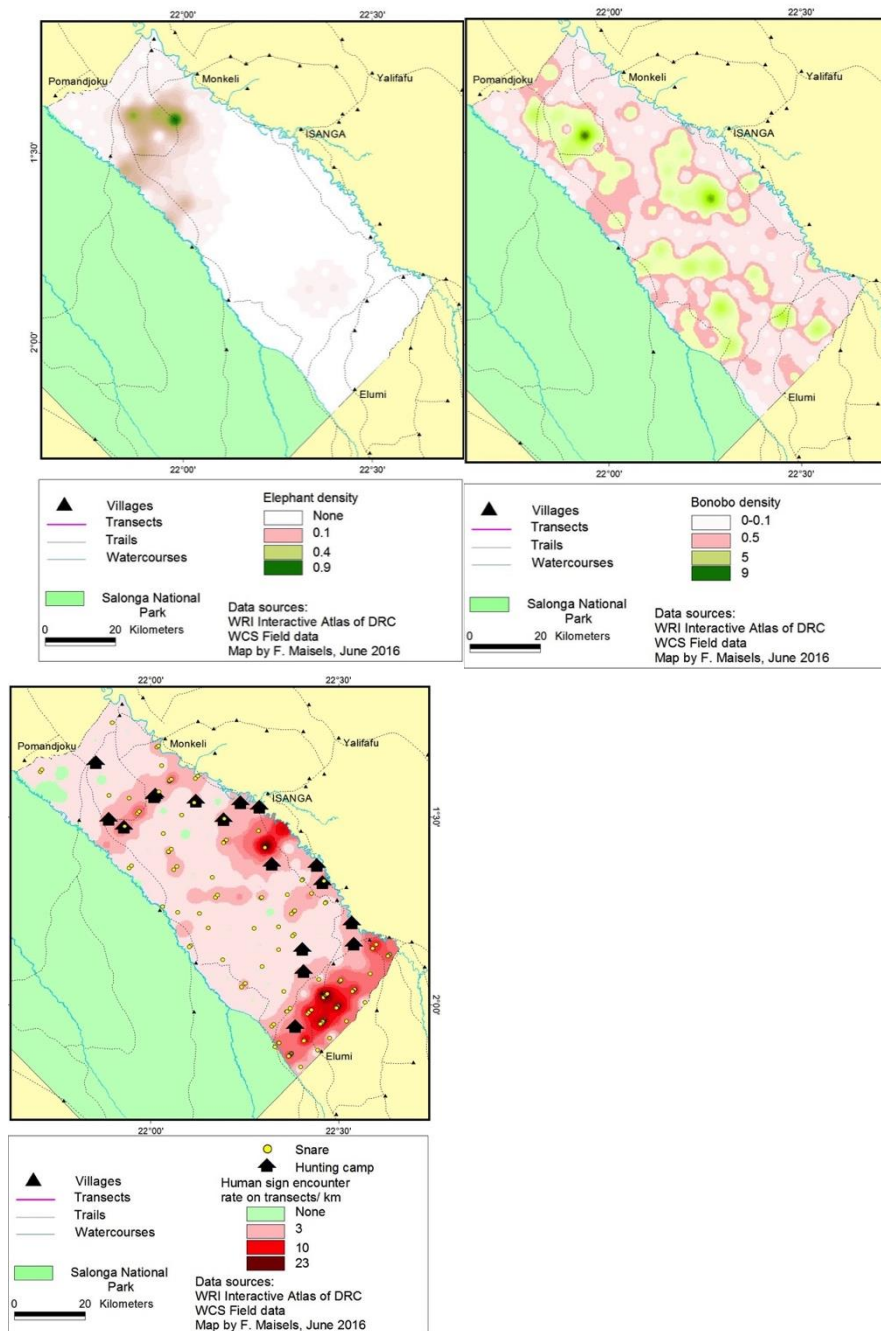 22°00'
22°30'
Pomandjoku
Monkeli
Yalifafu
ISANGA
1°30'
2°00'
Elumi
22°00'
22°30'
Villages
Transects
Trails
Watercourses
Salonga National
Park
0 20 Kilometers
Elephant density
None
0.1
0.4
0.9
Data sources:
WRI Interactive Atlas of DRC
WCS Field data
Map by F. Maisels, June 2016
22°00'
22°30'
Pomandjoku
Monkeli
Yalifafu
ISANGA
Elumi
22°00'
22°30'
Villages
Transects
Trails
Watercourses
Salonga National
Park
0 20 Kilometers
Bonobo density
0-0.1
0.5
5
9
Data sources:
WRI Interactive Atlas of DRC
WCS Field data
Map by F. Maisels, June 2016
22°00'
22°30'
Pomandjoku
Monkeli
Yalifafu
ISANGA
1°30'
2°00'
Elumi
22°00'
22°30'
Villages
Transects
Trails
Watercourses
Salonga National
Park
0 20 Kilometers
Snare
Hunting camp
Human sign encounter
rate on transects/ km
None
3
10
23
Data sources:
WRI Interactive Atlas of DRC
WCS Field data
Map by F. Maisels, June 2016